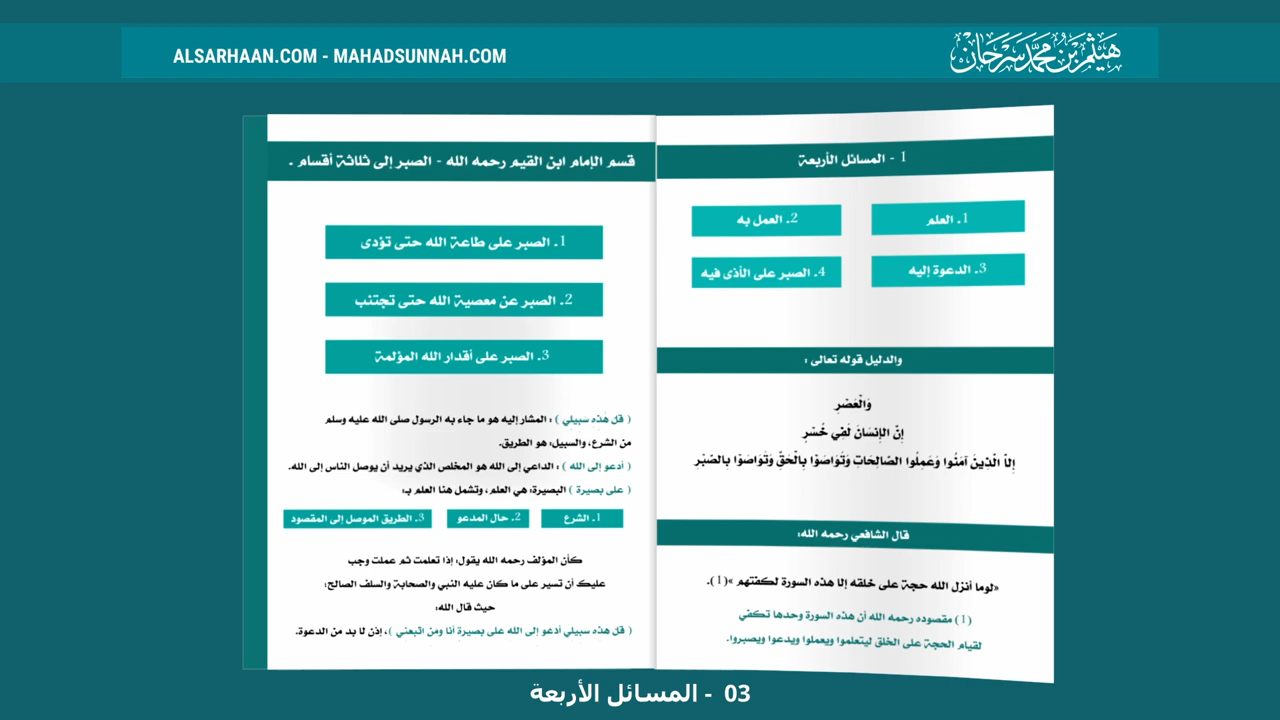 ALSARHAAN.COM - MAHADSUNNAH.COM
هيثم بن محمد سرحان
1 - المسائل الأربعة
1. العلم
2. العمل به
3. الدعوة إليه
4. الصبر على الأذى فيه
والدليل قوله تعالى :
وَالْعَصْرِ
إِنَّ الإِنسَانَ لَفِي خُسْرٍ
إِلاَّ الَّذِينَ آمَنُوا وَعَمِلُوا الصَّالِحَاتِ وَتَوَاصَوْا بِالْحَقِّ وَتَوَاصَوْا بِالصَّبْرِ
قال الشافعي رحمه الله:
«لوما أنزل الله حجة على خلقه إلا هذه السورة لكفتهم »(1).
(1) مقصوده رحمه الله أن هذه السورة وحدها تكفي
لقيام الحجة على الخلق ليتعلموا ويعملوا ويدعوا ويصبروا.
قسم الإمام ابن القيم رحمه الله - الصبر إلى ثلاثة أقسام .
1. الصبر على طاعة الله حتى تؤدى
2. الصبر عن معصية الله حتى تجتنب
3. الصبر على أقدار الله المؤلمة
( قل هذه سبيلي ) : المشار إليه هو ما جاء به الرسول صلى الله عليه وسلم
من الشرع، والسبيل: هو الطريق.
( أدعو إلى الله ) : الداعي إلى الله هو المخلص الذي يريد أن يوصل الناس إلى الله.
( على بصيرة ) البصيرة: هي العلم، وتشمل هنا العلم بـ:
1. الشرع
2. حال المدعو
3. الطريق الموصل إلى المقصود
كأن المؤلف رحمه الله يقول: إذا تعلمت ثم عملت وجب
عليك أن تسير على ما كان عليه النبي والصحابة والسلف الصالح؛
حيث قال الله:
( قل هذه سبيلي أدعو إلى الله على بصيرة أنا ومن اتبعني )، إذن لا بد من الدعوة.
03 - المسائل الأربعة